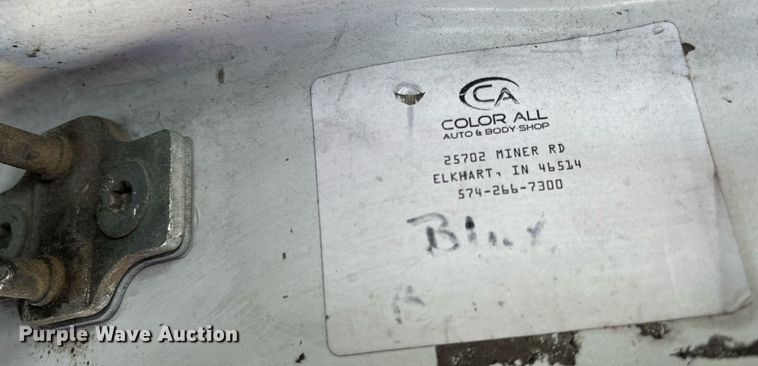 CA
COLOR ALL
AUTO & BODY SHOP
25702 MINER RD
ELKHART, IN 46514
574-266-7300
Purple Wave Auction